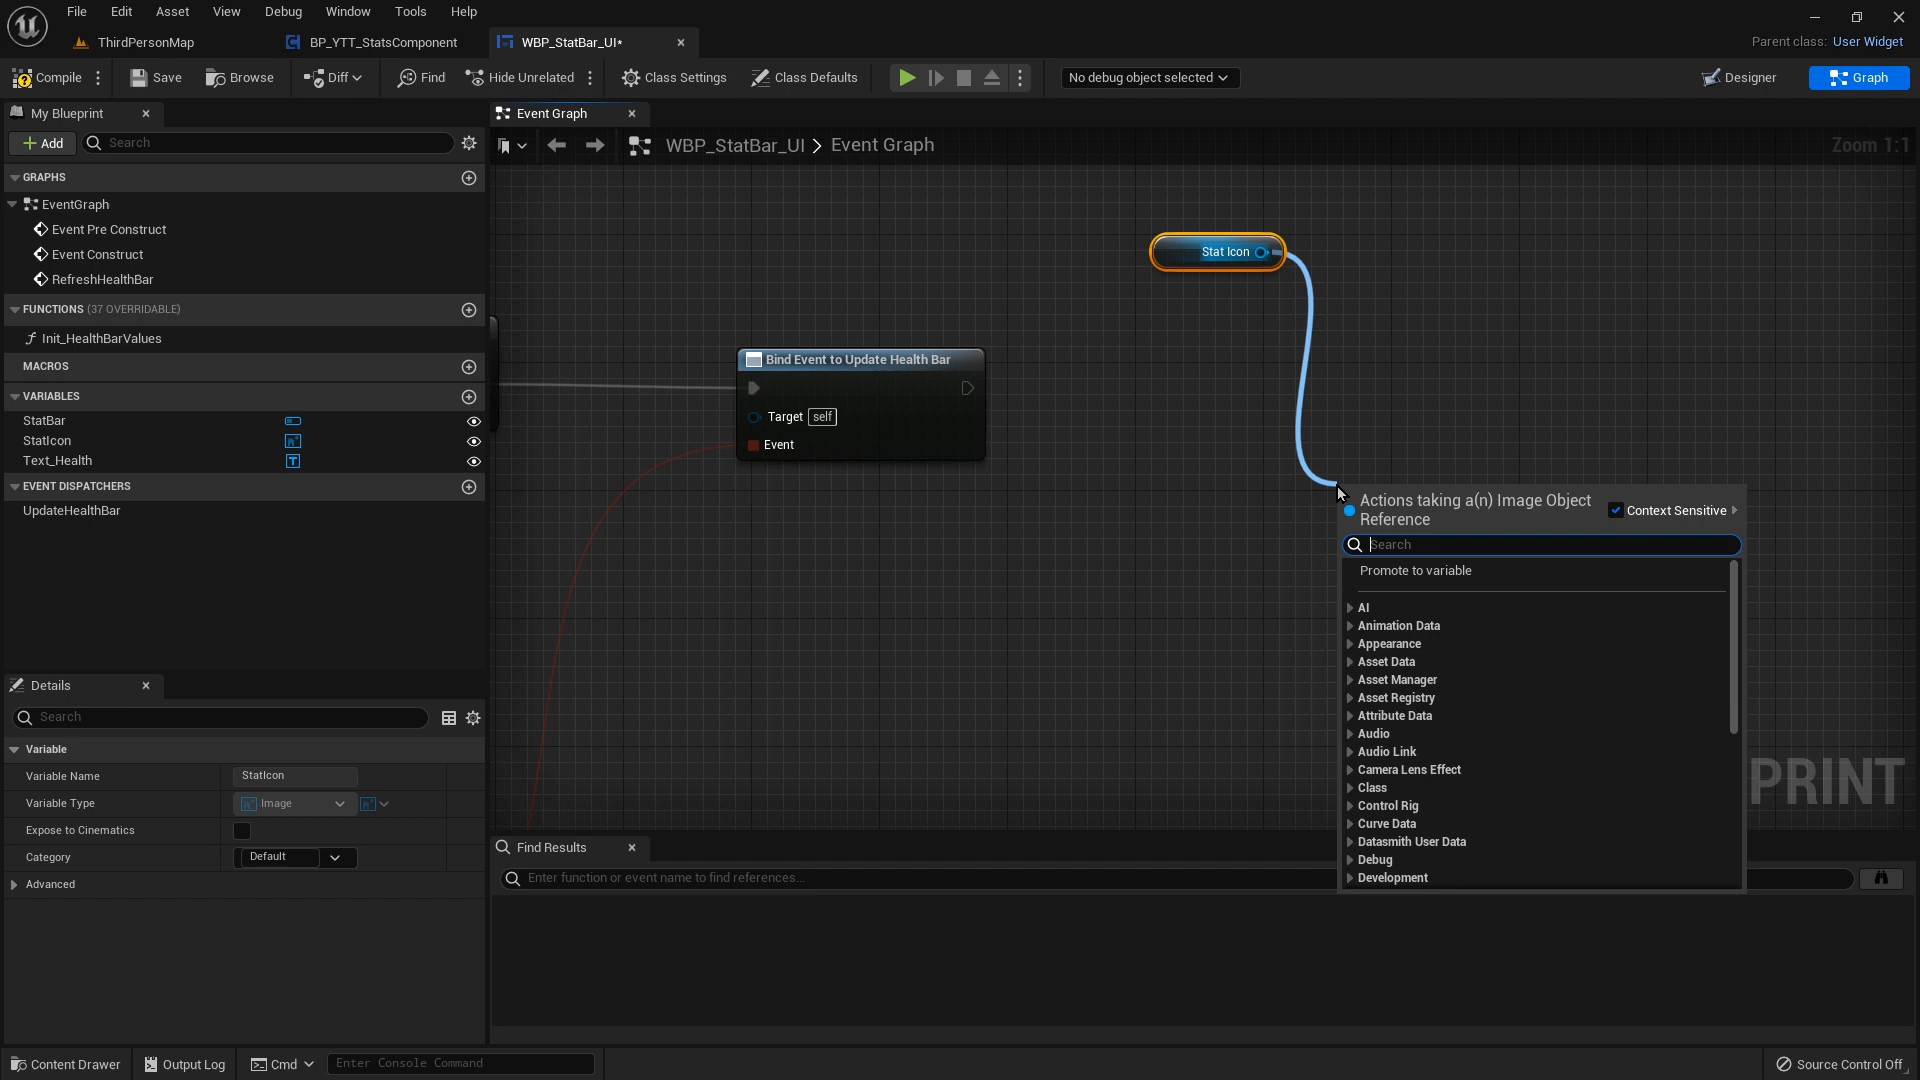 File Edit Asset View Debug Window Tools Help
ThirdPersonMap BP_YTT_StatsComponent WBP_StatBar_UI*
Parent class: User Widget
Compile Save Browse Diff Find Hide Unrelated Class Settings Class Defaults No debug object selected Designer Graph
My Blueprint
Event Graph
Add Search
WBP_StatBar_UI > Event Graph
Zoom 1:1
GRAPHS
EventGraph
Event Pre Construct
Event Construct
RefreshHealthBar
FUNCTIONS (37 OVERRIDABLE)
Init_HealthBarValues
MACROS
VARIABLES
StatBar
StatIcon
Text_Health
EVENT DISPATCHERS
UpdateHealthBar
Stat Icon
Bind Event to Update Health Bar
Target self
Event
Actions taking a(n) Image Object
Reference
Context Sensitive
Search
Promote to variable
AI
Animation Data
Appearance
Asset Data
Asset Manager
Asset Registry
Attribute Data
Audio
Audio Link
Camera Lens Effect
Class
Control Rig
Curve Data
Datasmith User Data
Debug
Development
PRINT
Details
Search
Variable
Variable Name StatIcon
Variable Type Image
Expose to Cinematics
Category Default
Advanced
Find Results
Enter function or event name to find references...
Content Drawer Output Log Cmd Enter Console Command Source Control Off